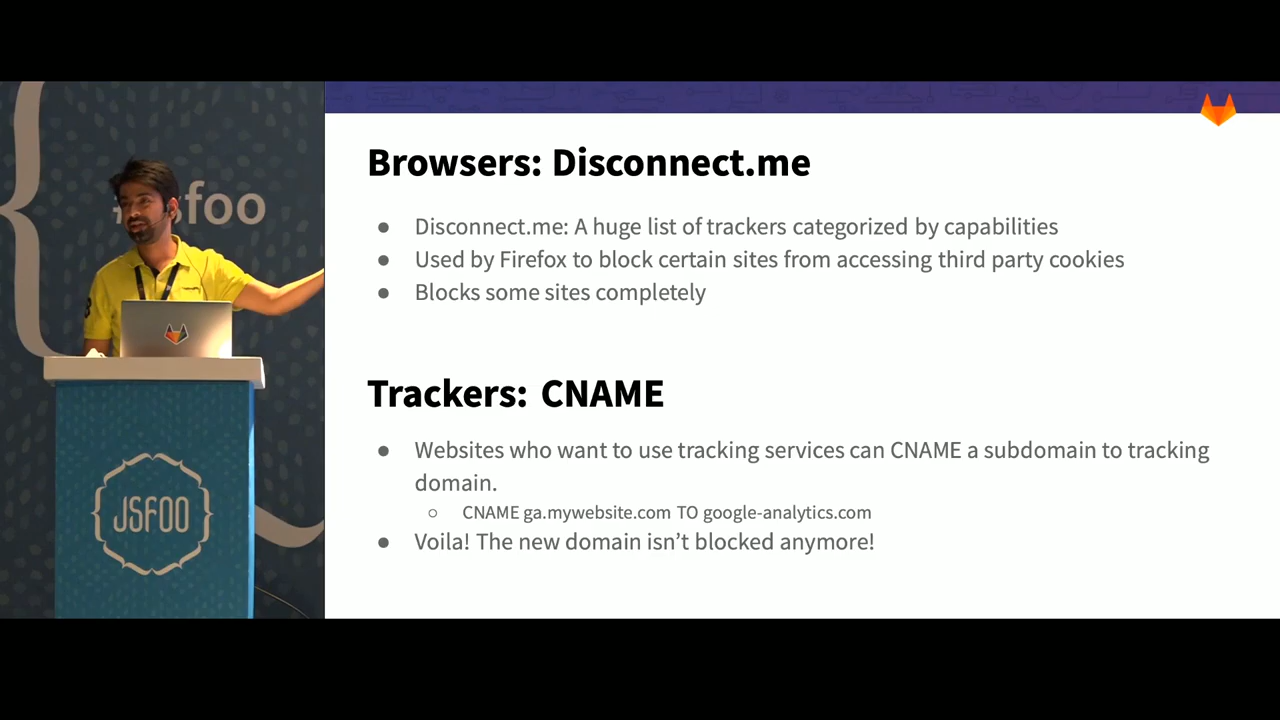 #jsfoo
JSFOO
Browsers: Disconnect.me
● Disconnect.me: A huge list of trackers categorized by capabilities
● Used by Firefox to block certain sites from accessing third party cookies
● Blocks some sites completely
Trackers: CNAME
● Websites who want to use tracking services can CNAME a subdomain to tracking
domain.
○ CNAME ga.mywebsite.com TO google-analytics.com
● Voila! The new domain isn’t blocked anymore!